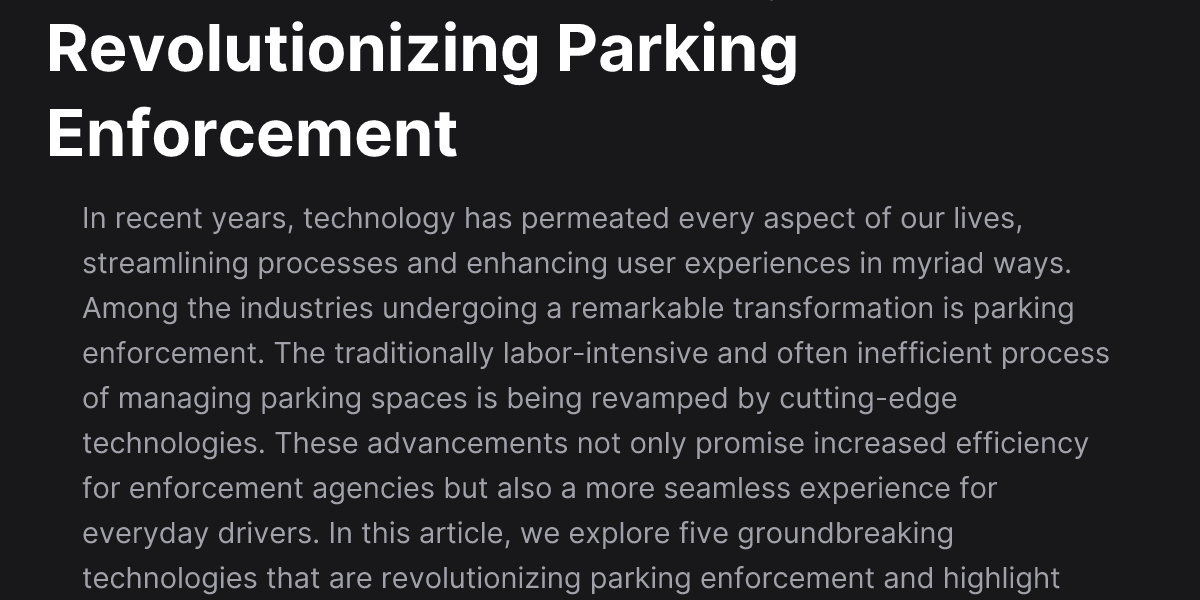 Revolutionizing Parking
Enforcement
In recent years, technology has permeated every aspect of our lives,
streamlining processes and enhancing user experiences in myriad ways.
Among the industries undergoing a remarkable transformation is parking
enforcement. The traditionally labor-intensive and often inefficient process
of managing parking spaces is being revamped by cutting-edge
technologies. These advancements not only promise increased efficiency
for enforcement agencies but also a more seamless experience for
everyday drivers. In this article, we explore five groundbreaking
technologies that are revolutionizing parking enforcement and highlight